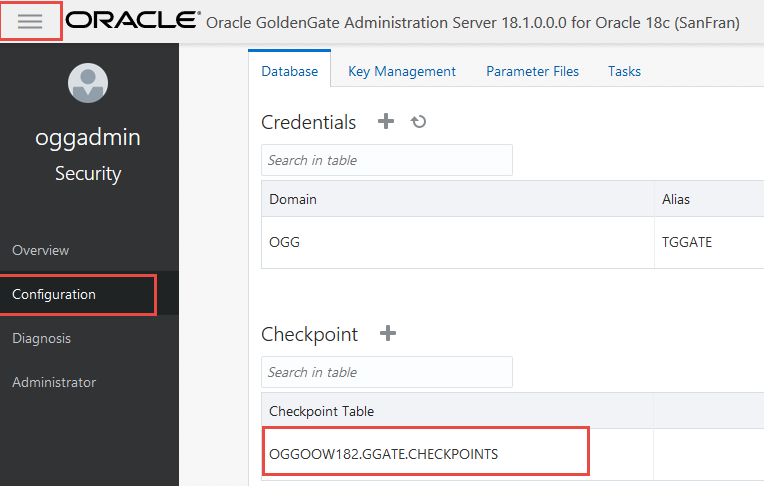 ORACLE® Oracle GoldenGate Administration Server 18.1.0.0.0 for Oracle 18c (SanFran)
oggadmin
Security
Overview
Configuration
Diagnosis
Administrator
Database Key Management Parameter Files Tasks
Credentials
Search in table
Domain Alias
OGG TGGATE
Checkpoint
Search in table
Checkpoint Table
OGGOOW182.GGATE.CHECKPOINTS